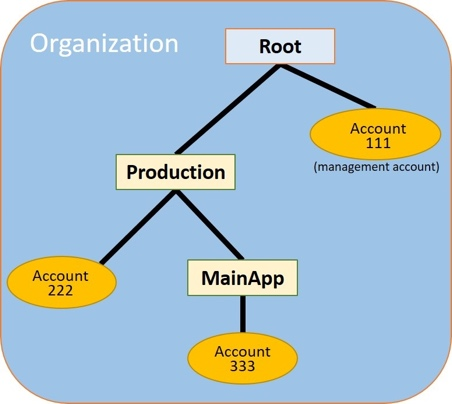 Organization
Root
Account
111
(management account)
Production
Account
222
MainApp
Account
333